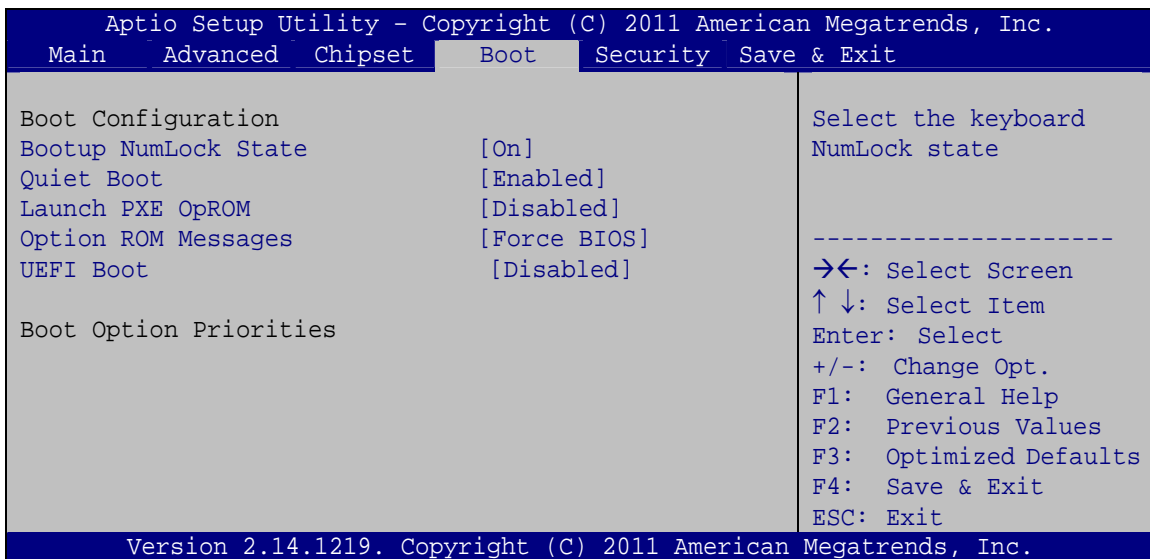 Aptio Setup Utility – Copyright (C) 2011 American Megatrends, Inc.
Main Advanced Chipset Boot Security Save & Exit
Boot Configuration
Bootup NumLock State [On]
Quiet Boot [Enabled]
Launch PXE OpROM [Disabled]
Option ROM Messages [Force BIOS]
UEFI Boot [Disabled]
Boot Option Priorities
Select the keyboard
NumLock state
---------------------
→←: Select Screen
↑ ↓: Select Item
Enter: Select
+/-: Change Opt.
F1: General Help
F2: Previous Values
F3: Optimized Defaults
F4: Save & Exit
ESC: Exit
Version 2.14.1219. Copyright (C) 2011 American Megatrends, Inc.